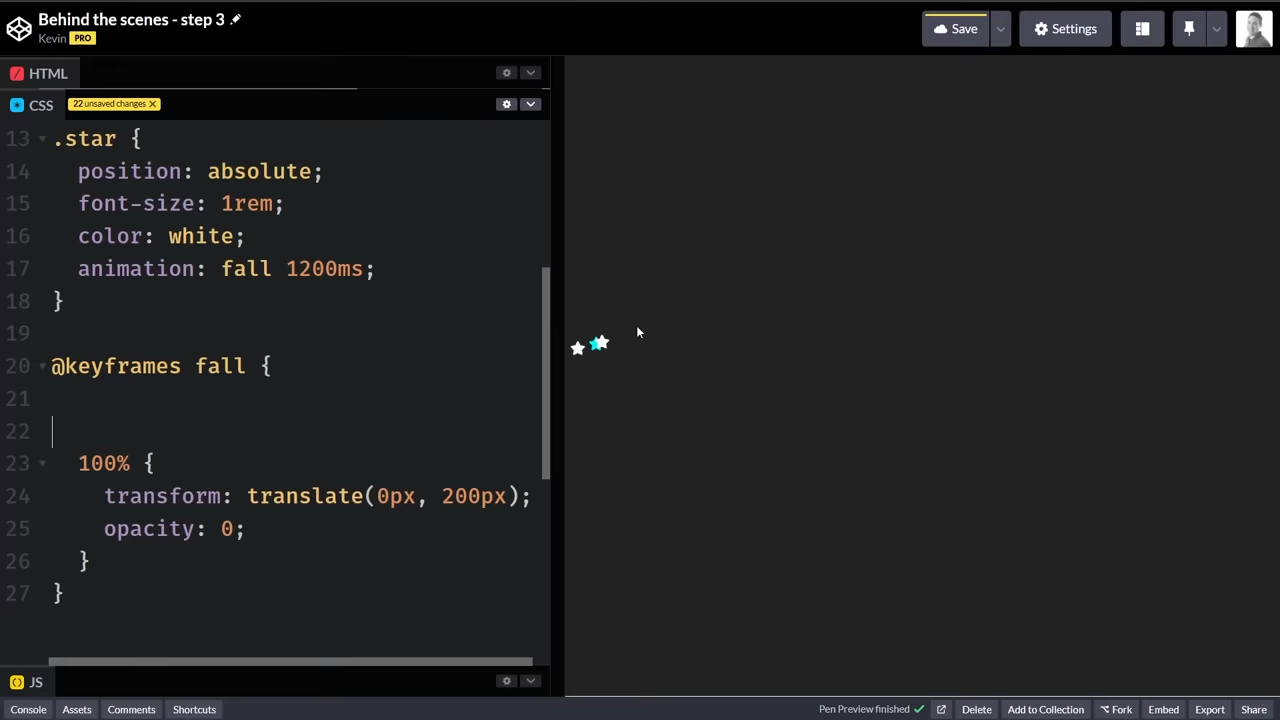 Behind the scenes - step 3
Kevin PRO
Save
Settings
/ HTML
* CSS 22 unsaved changes X
13 .star {
14 position: absolute;
15 font-size: 1rem;
16 color: white;
17 animation: fall 1200ms;
18 }
19
20 @keyframes fall {
21
22
23 100% {
24 transform: translate(0px, 200px);
25 opacity: 0;
26 }
27 }
() JS
Console Assets Comments Shortcuts Pen Preview finished Delete Add to Collection Fork Embed Export Share